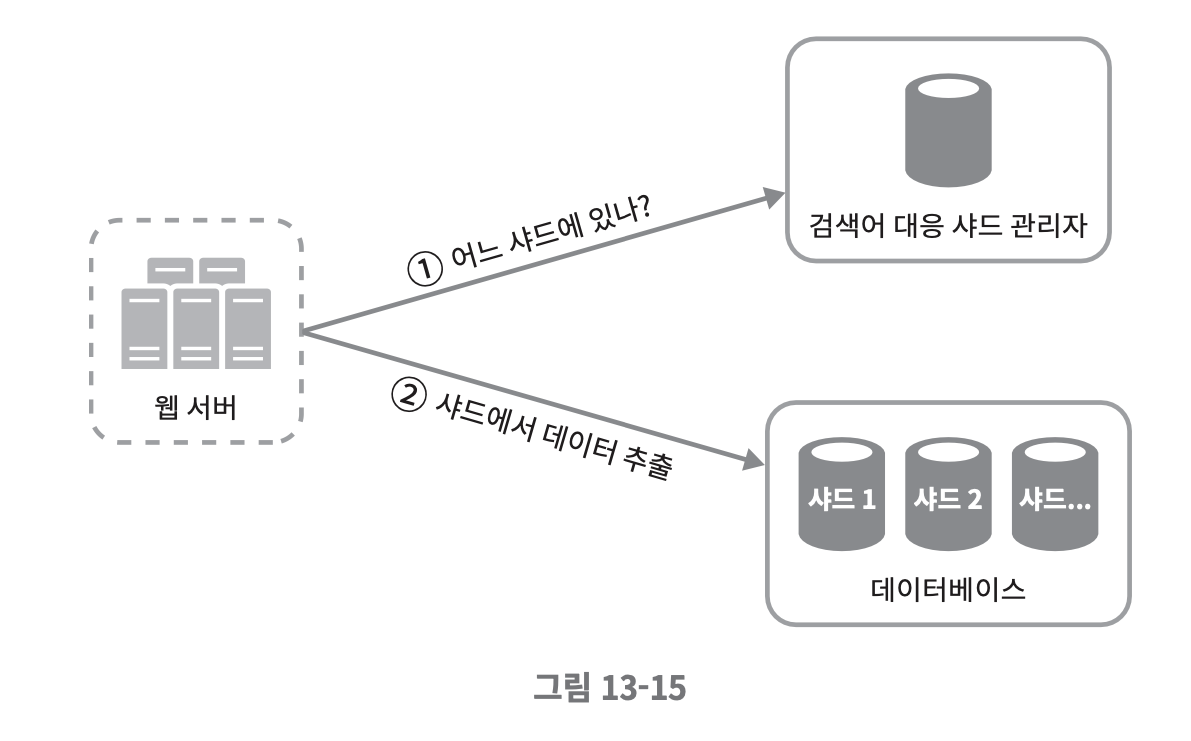 검색어 대응 샤드 관리자
① 어느 샤드에 있나?
웹 서버
② 샤드에서 데이터 추출
샤드 1
샤드 2
샤드...
데이터베이스
그림 13-15